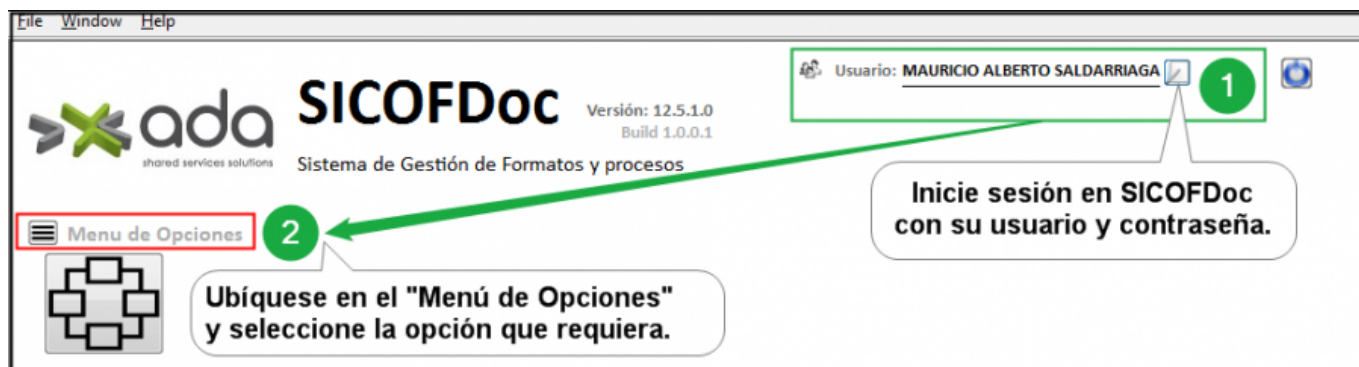 File Window Help
Usuario: MAURICIO ALBERTO SALDARRIAGA
1
ada
shared services solutions
SICOFDoc
Versión: 12.5.1.0
Build 1.0.0.1
Sistema de Gestión de Formatos y procesos
Inicie sesión en SICOFDoc
con su usuario y contraseña.
Menu de Opciones
2
Ubíquese en el "Menú de Opciones"
y seleccione la opción que requiera.